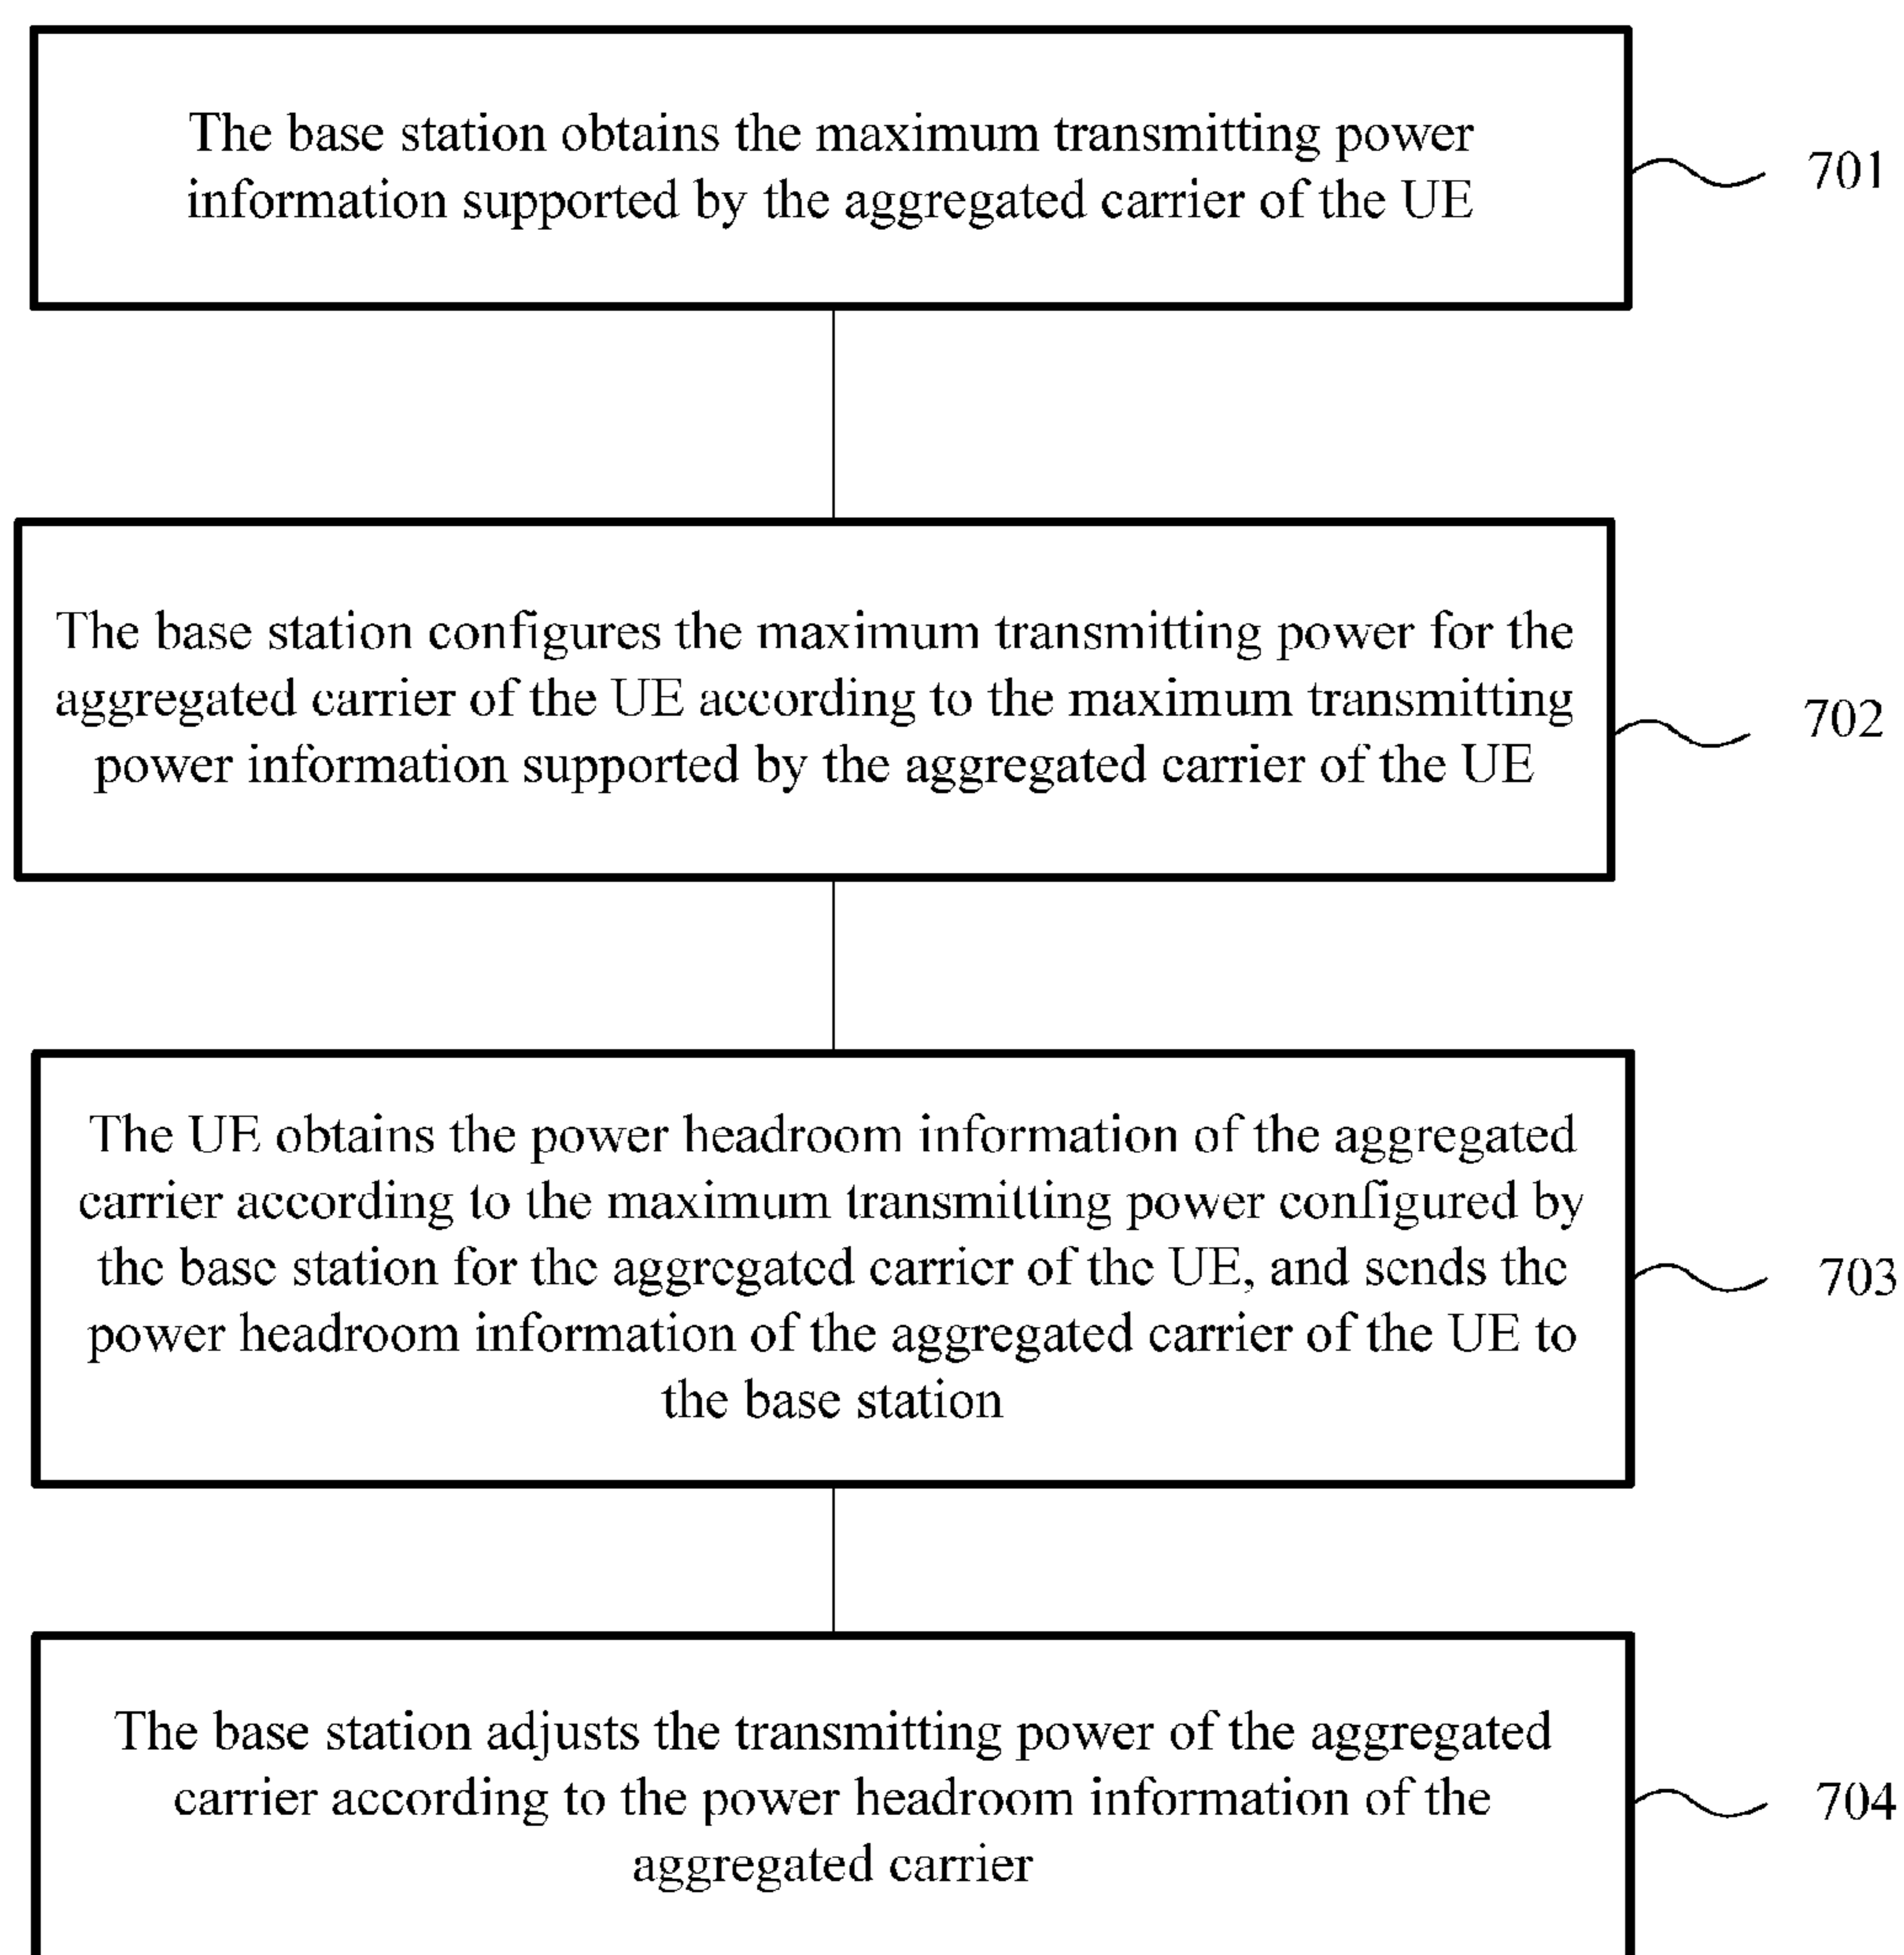 The base station obtains the maximum transmitting power
information supported by the aggregated carrier of the UE
701
The base station configures the maximum transmitting power for the
aggregated carrier of the UE according to the maximum transmitting
power information supported by the aggregated carrier of the UE
702
The UE obtains the power headroom information of the aggregated
carrier according to the maximum transmitting power configured by
the base station for the aggregated carrier of the UE, and sends the
power headroom information of the aggregated carrier of the UE to
the base station
703
The base station adjusts the transmitting power of the aggregated
carrier according to the power headroom information of the
aggregated carrier
704